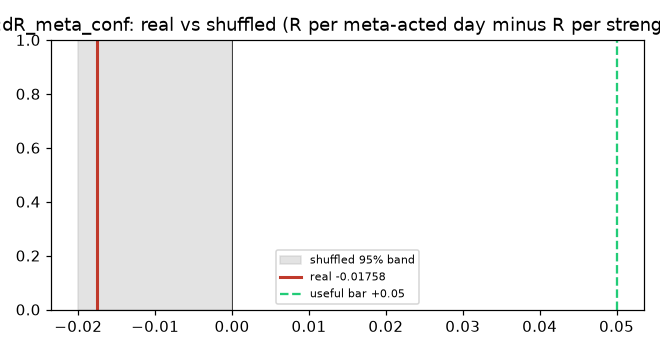 dR_meta_conf: real vs shuffled (R per meta-acted day minus R per streng
1.0
0.8
0.6
0.4
0.2
0.0
shuffled 95% band
real -0.01758
useful bar +0.05
−0.02 −0.01 0.00 0.01 0.02 0.03 0.04 0.05